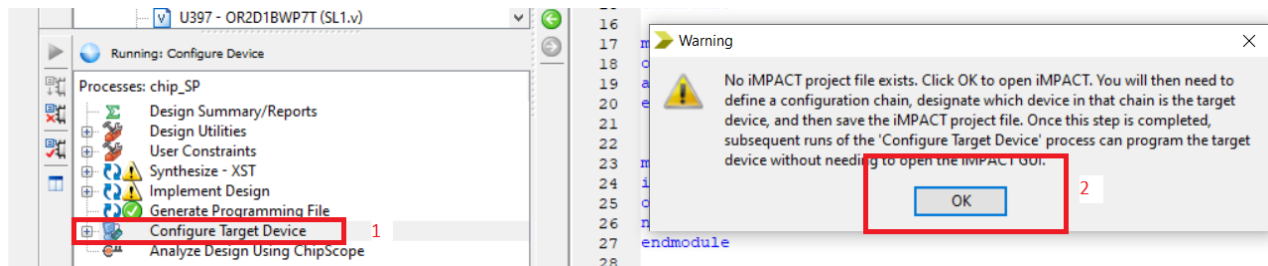 U397 - OR2D1BWP7T (SL1.v)
Running: Configure Device
Processes: chip_SP
Design Summary/Reports
Design Utilities
User Constraints
Synthesize - XST
Implement Design
Generate Programming File
Configure Target Device 1
Analyze Design Using ChipScope
16
17 m
18
19 a
20 e
21
22
23 m
24 i
25
26 n
27 endmodule
28
Warning
No iMPACT project file exists. Click OK to open iMPACT. You will then need to
define a configuration chain, designate which device in that chain is the target
device, and then save the iMPACT project file. Once this step is completed,
subsequent runs of the 'Configure Target Device' process can program the target
device without needing to open the iMPACT GUI.
OK
2